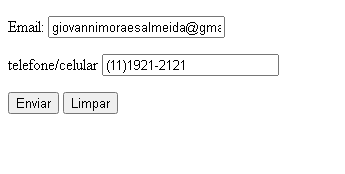 Email: giovannimoraesalmeida@gma
telefone/celular (11)1921-2121
Enviar Limpar